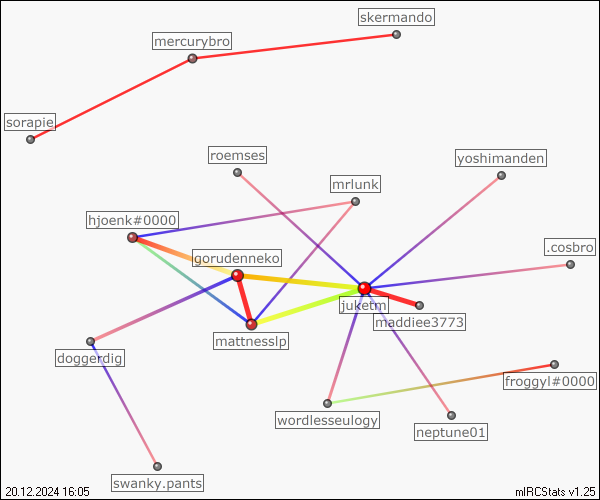 skermando
mercurybro
sorapie
roemses
yoshimanden
mrlunk
hjoenk#0000
gorudenneko
.cosbro
juketm
maddiee3773
mattnesslp
doggerdig
froggyl#0000
wordlesseulogy
neptune01
swanky.pants
20.12.2024 16:05
mIRCStats v1.25